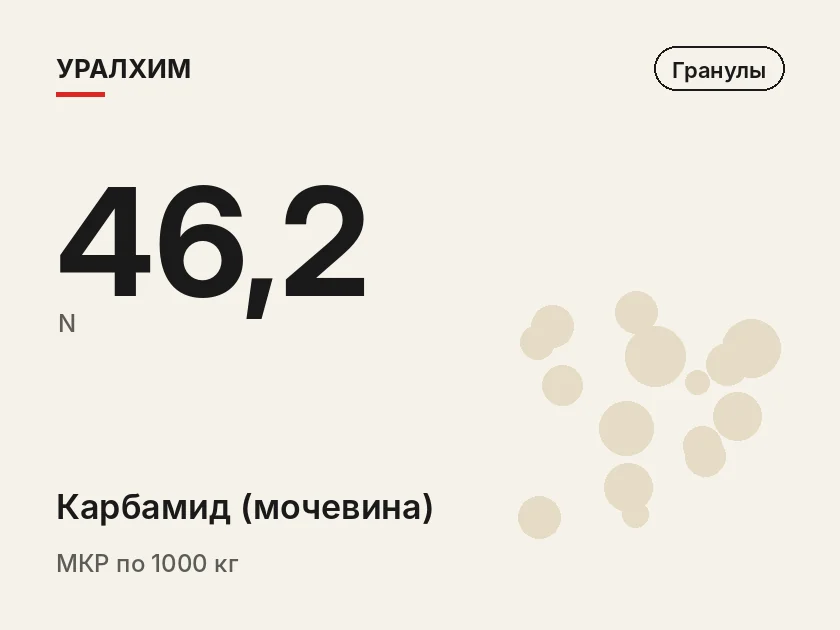 УРАЛХИМ
Гранулы
46,2
N
Карбамид (мочевина)
МКР по 1000 кг